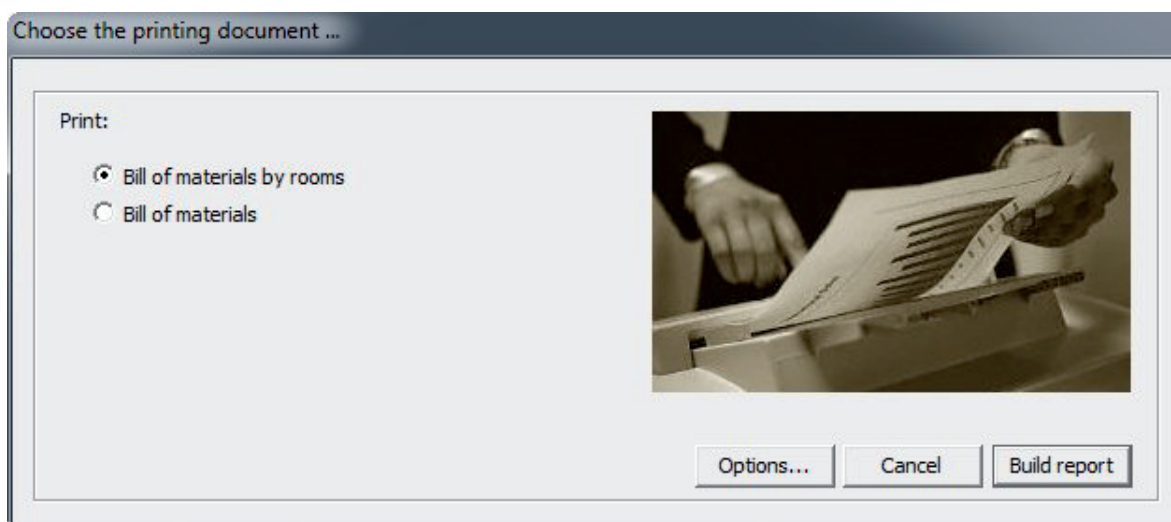 Choose the printing document ...
Print:
Bill of materials by rooms
Bill of materials
Options...
Cancel
Build report